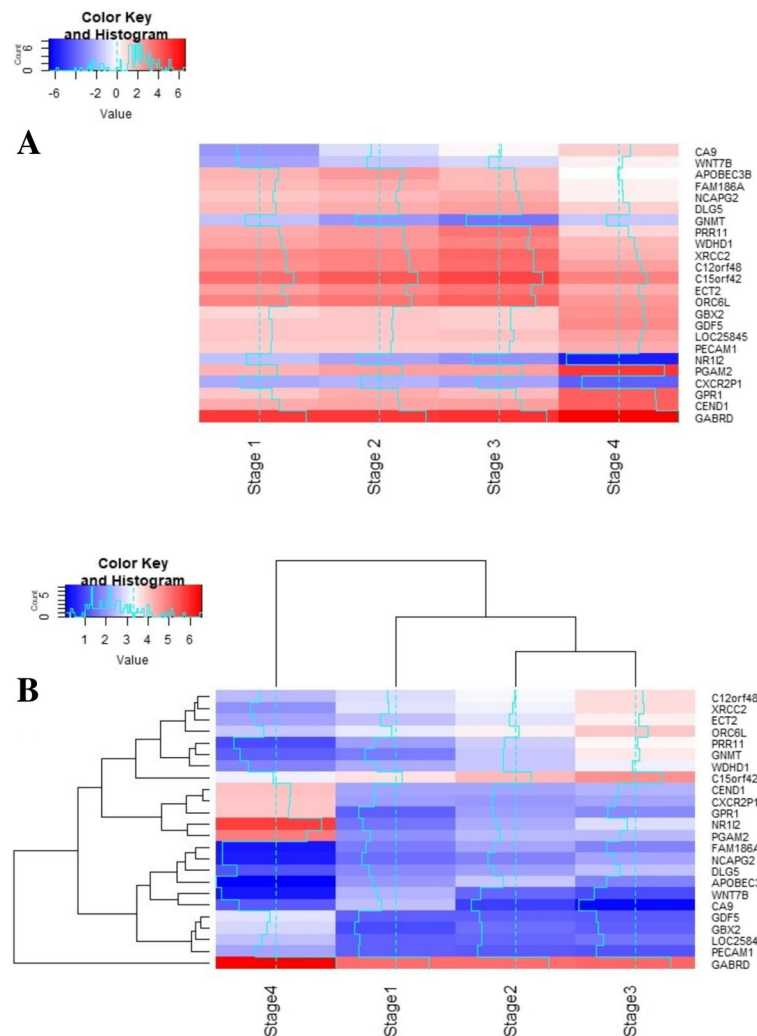 Color Key
and Histogram
Count
6
0
-6 -2 0 2 4 6
Value
A
CA9
WNT7B
APOBEC3B
FAM186A
NCAPG2
DLG5
GNMT
PRR11
WDHD1
XRCC2
C12orf48
C15orf42
ECT2
ORC6L
GBX2
GDF5
LOC25845
PECAM1
NR1I2
PGAM2
CXCR2P1
GPR1
CEND1
GABRD
Stage 1
Stage 2
Stage 3
Stage 4
Color Key
and Histogram
Count
5
0
1 2 3 4 5 6
Value
B
C12orf48
XRCC2
ECT2
ORC6L
PRR11
GNMT
WDHD1
C15orf42
CEND1
CXCR2P1
GPR1
NR1I2
PGAM2
FAM186A
NCAPG2
DLG5
APOBEC3
WNT7B
CA9
GDF5
GBX2
LOC2584
PECAM1
GABRD
Stage4
Stage1
Stage2
Stage3